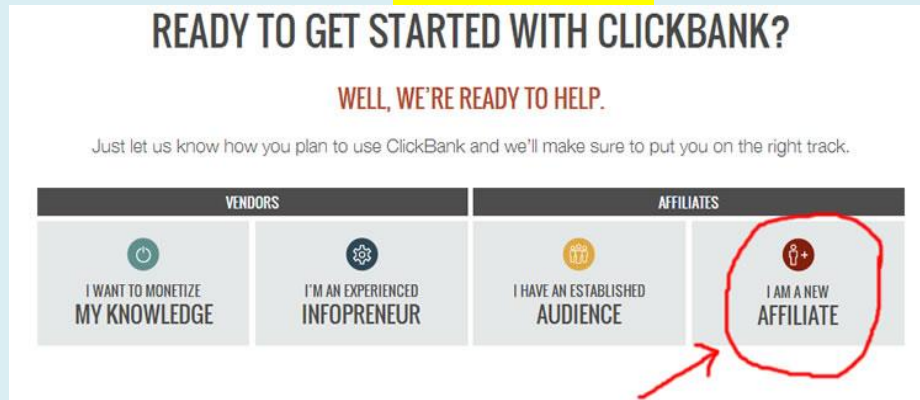 READY TO GET STARTED WITH CLICKBANK?
WELL, WE'RE READY TO HELP.
Just let us know how you plan to use ClickBank and we'll make sure to put you on the right track.
VENDORS
AFFILIATES
I WANT TO MONETIZE
MY KNOWLEDGE
I'M AN EXPERIENCED
INFOPRENEUR
I HAVE AN ESTABLISHED
AUDIENCE
I AM A NEW
AFFILIATE